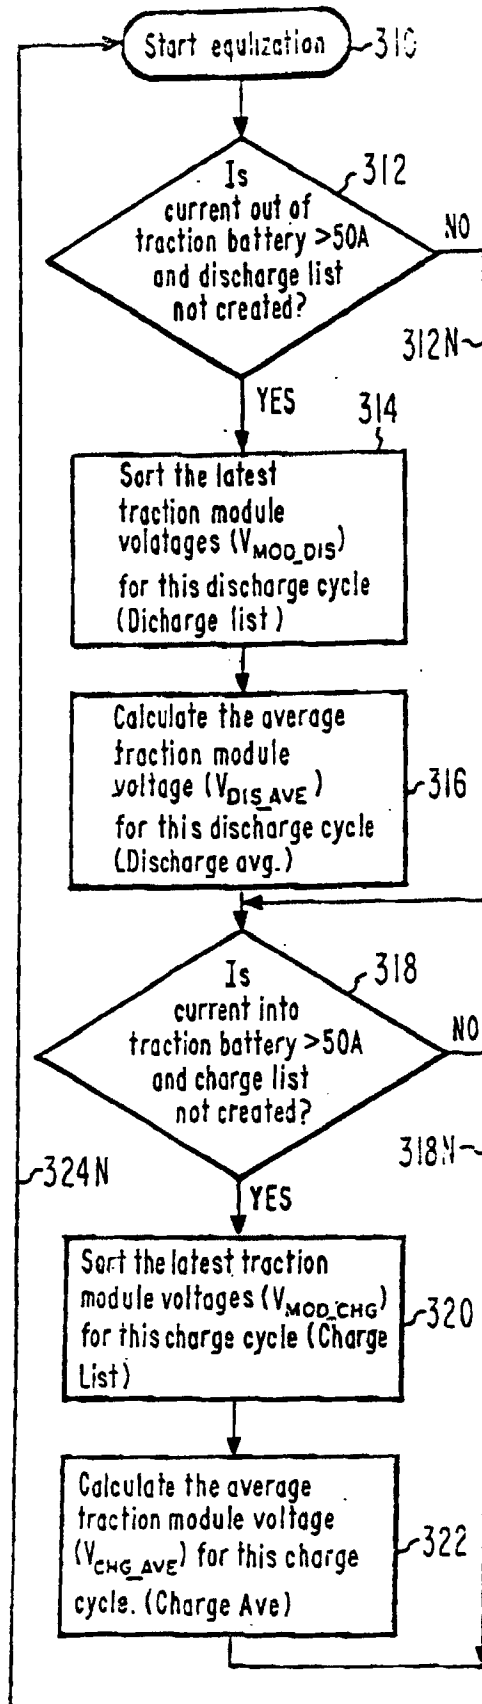 Start equlization
310
Is
current out of
traction battery >50A
and discharge list
not created?
312
NO
312N
YES
314
Sort the latest
traction module
volatages (V_MOD_DIS)
for this discharge cycle
(Dicharge list)
Calculate the average
traction module
voltage (V_DIS_AVE)
for this discharge cycle
(Discharge avg.)
316
Is
current into
traction battery >50A
and charge list
not created?
318
NO
318N
324N
YES
Sort the latest traction
module voltages (V_MOD_CHG)
for this charge cycle (Charge
List)
320
Calculate the average
traction module voltage
(V_CHG_AVE) for this charge
cycle. (Charge Ave)
322